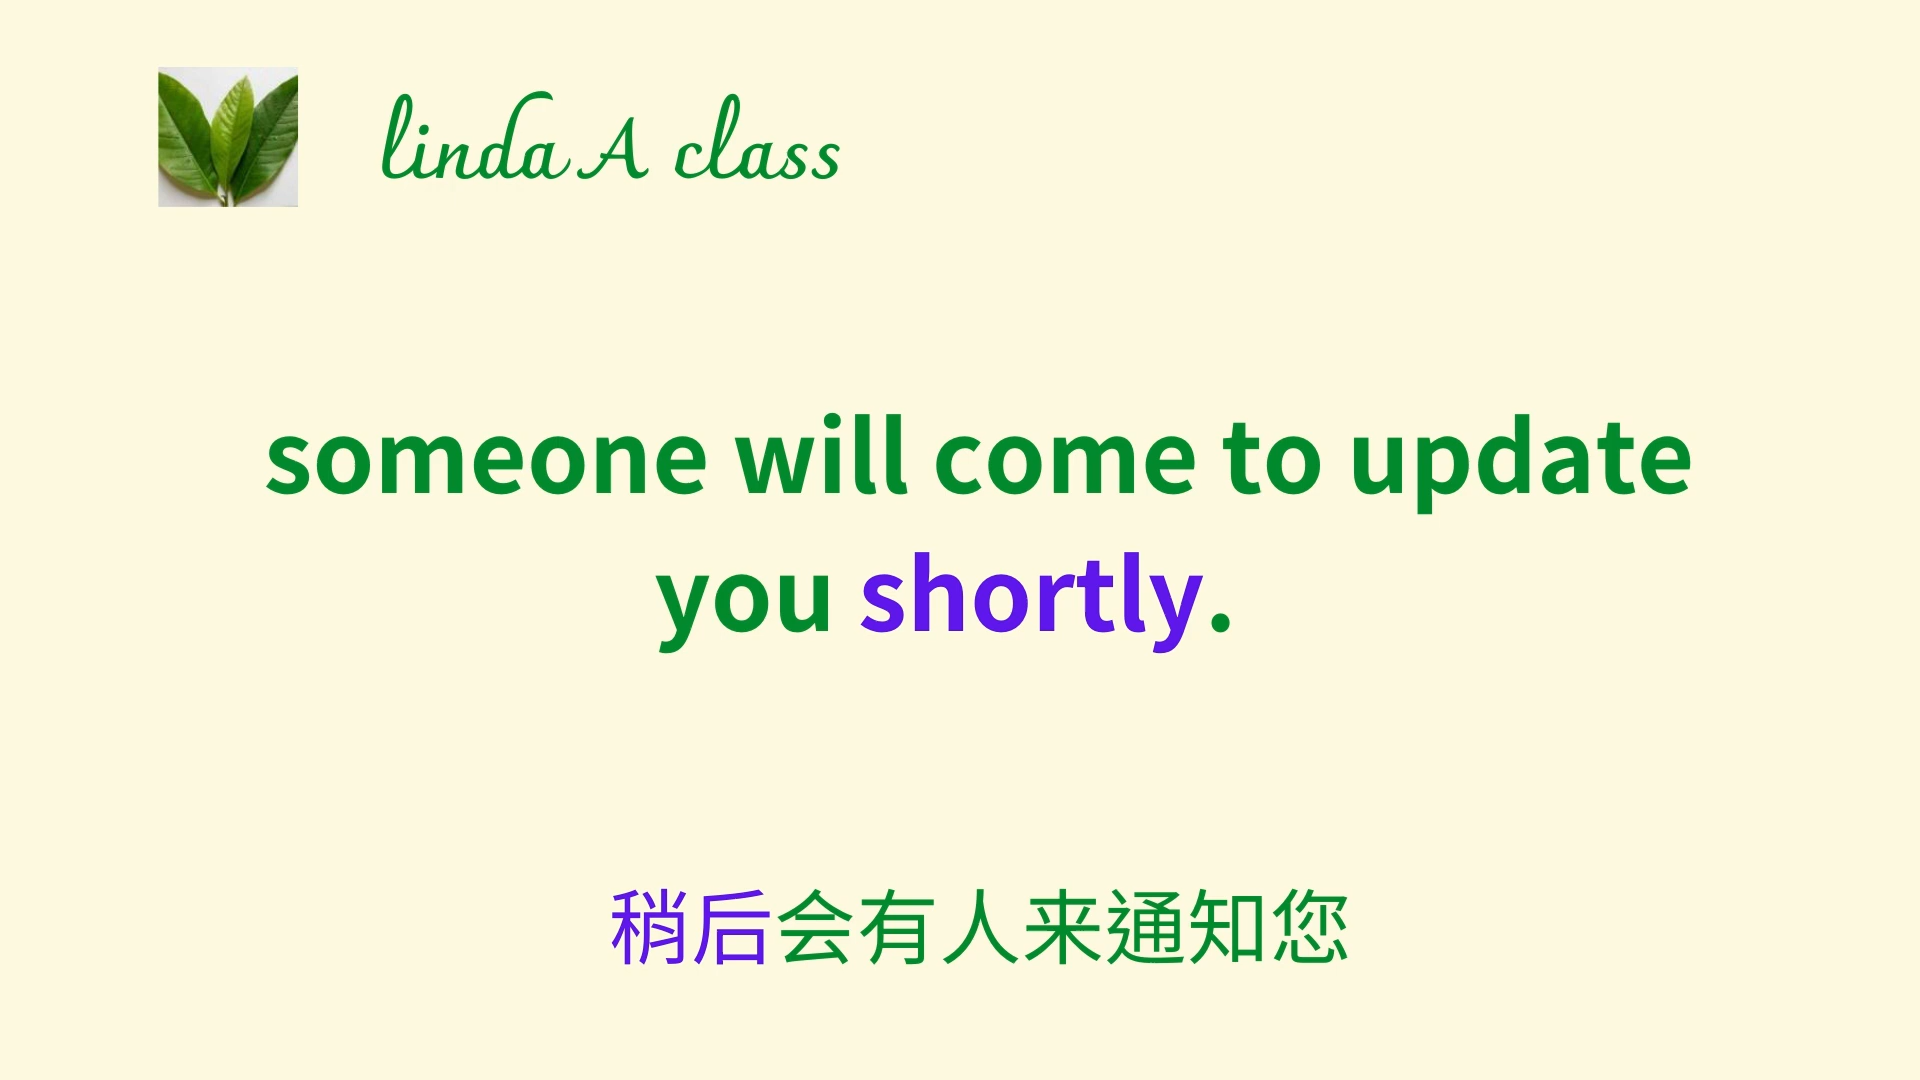 linda A class
someone will come to update
you shortly.
稍后会有人来通知您